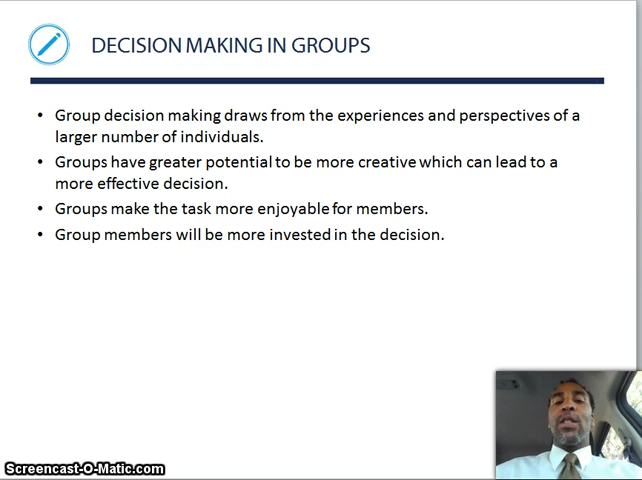 DECISION MAKING IN GROUPS
• Group decision making draws from the experiences and perspectives of a
larger number of individuals.
• Groups have greater potential to be more creative which can lead to a
more effective decision.
• Groups make the task more enjoyable for members.
• Group members will be more invested in the decision.
Screencast-O-Matic.com